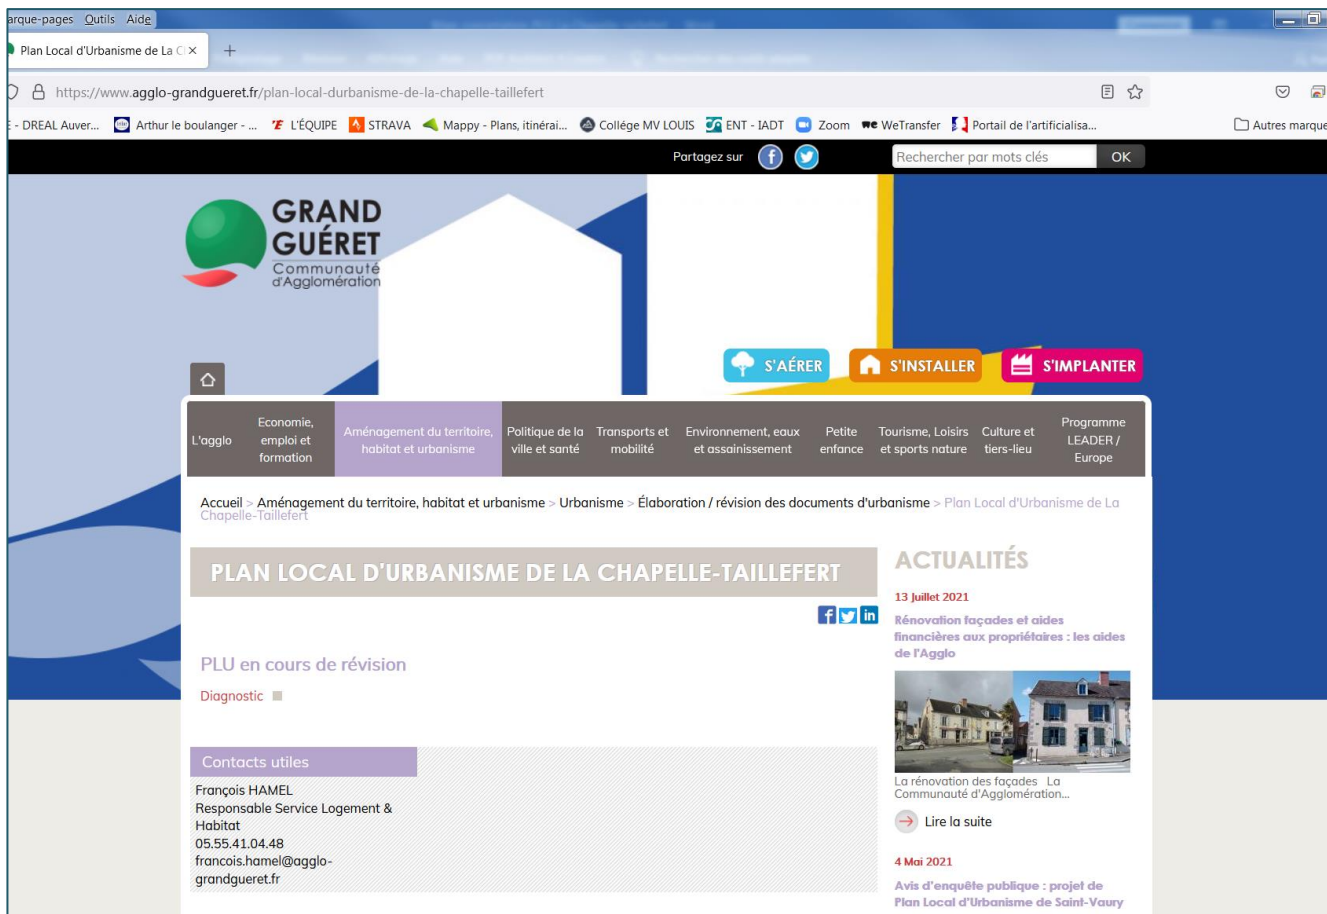 arque-pages Outils Aide
Plan Local d'Urbanisme de La C
https://www.agglo-grandgueret.fr/plan-local-durbanisme-de-la-chapelle-taillefert
E - DREAL Auver... Arthur le boulanger - ... L'ÉQUIPE STRAVA Mappy - Plans, itinérai... Collége MV LOUIS ENT - IADT Zoom WeTransfer Portail de l'artificialisa... Autres marque
Partagez sur Rechercher par mots clés OK
GRAND
GUÉRET
Communauté
d'Agglomération
S'AÉRER S'INSTALLER S'IMPLANTER
L'agglo
Economie,
emploi et
formation
Aménagement du territoire,
habitat et urbanisme
Politique de la
ville et santé
Transports et
mobilité
Environnement, eaux
et assainissement
Petite
enfance
Tourisme, Loisirs
et sports nature
Culture et
tiers-lieu
Programme
LEADER /
Europe
Accueil > Aménagement du territoire, habitat et urbanisme > Urbanisme > Élaboration / révision des documents d'urbanisme > Plan Local d'Urbanisme de La
Chapelle-Taillefert
PLAN LOCAL D'URBANISME DE LA CHAPELLE-TAILLEFERT
PLU en cours de révision
Diagnostic
Contacts utiles
François HAMEL
Responsable Service Logement &
Habitat
05.55.41.04.48
francois.hamel@agglo-
grandgueret.fr
ACTUALITÉS
13 Juillet 2021
Rénovation façades et aides
financières aux propriétaires : les aides
de l'Agglo
La rénovation des façades La
Communauté d'Agglomération...
Lire la suite
4 Mai 2021
Avis d'enquête publique : projet de
Plan Local d'Urbanisme de Saint-Vaury